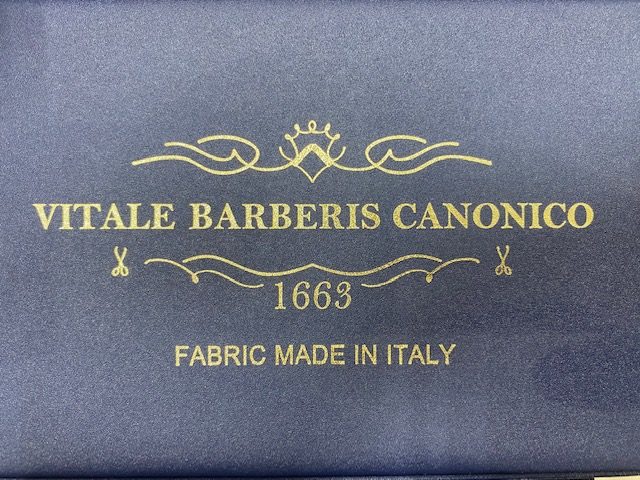 VITALE BARBERIS CANONICO
1663
FABRIC MADE IN ITALY